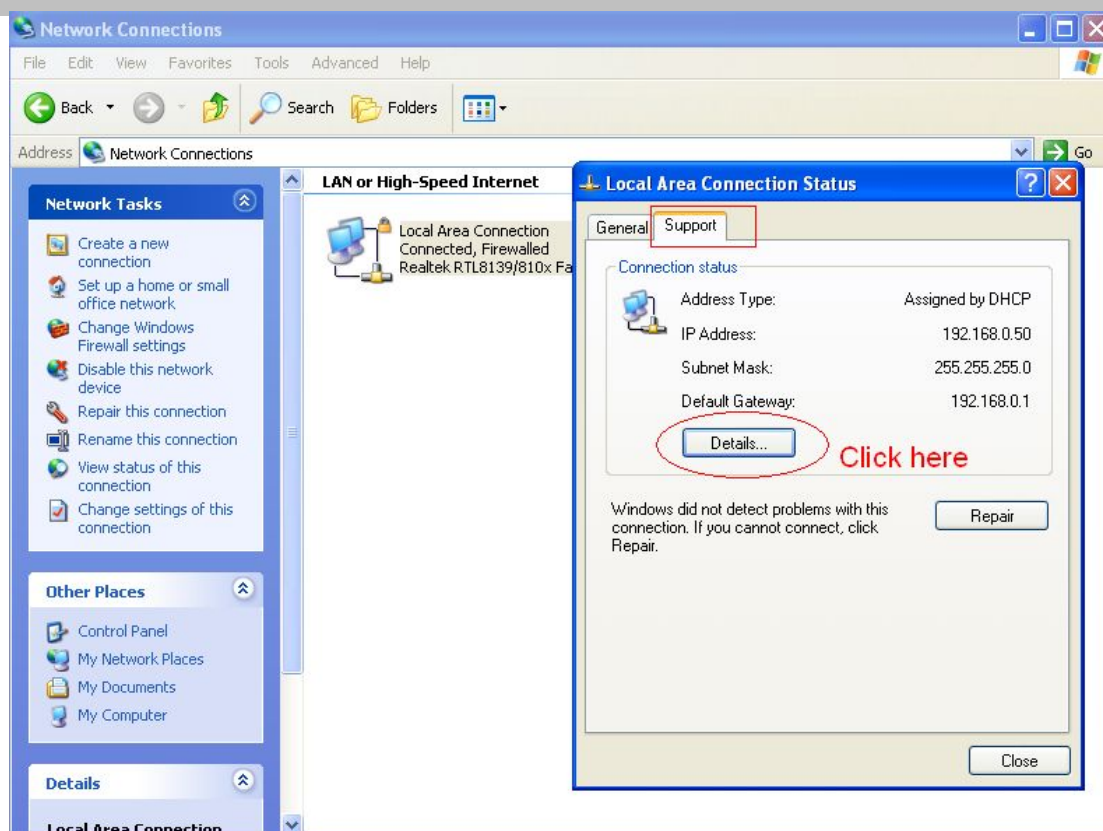 Network Connections
File Edit View Favorites Tools Advanced Help
Back Search Folders
Address Network Connections Go
Network Tasks
Create a new
connection
Set up a home or small
office network
Change Windows
Firewall settings
Disable this network
device
Repair this connection
Rename this connection
View status of this
connection
Change settings of this
connection
Other Places
Control Panel
My Network Places
My Documents
My Computer
Details
Local Area Connection
LAN or High-Speed Internet
Local Area Connection
Connected, Firewalled
Realtek RTL8139/810x Fa
Local Area Connection Status
General Support
Connection status
Address Type: Assigned by DHCP
IP Address: 192.168.0.50
Subnet Mask: 255.255.255.0
Default Gateway: 192.168.0.1
Details...
Click here
Windows did not detect problems with this
connection. If you cannot connect, click
Repair.
Repair
Close